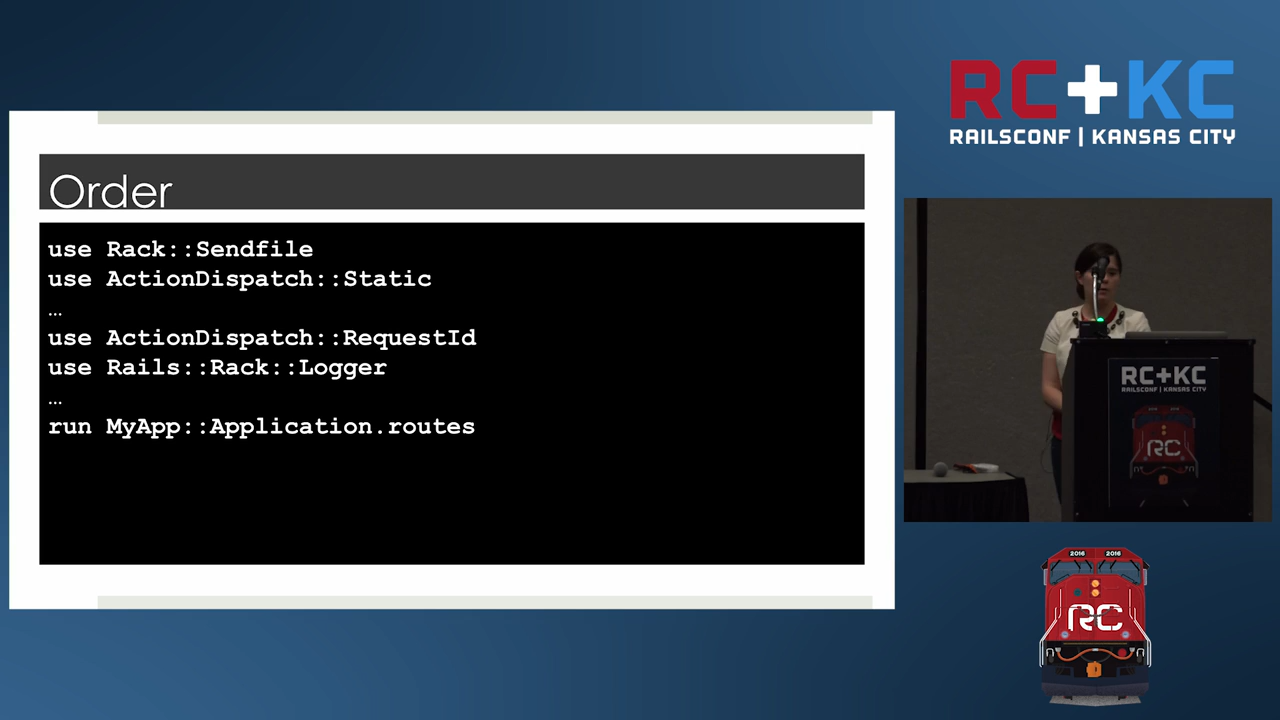 Order
use Rack::Sendfile
use ActionDispatch::Static
…
use ActionDispatch::RequestId
use Rails::Rack::Logger
…
run MyApp::Application.routes
RC+KC
RAILSCONF | KANSAS CITY
RC+KC
RAILSCONF | KANSAS CITY
RC
2016 2016
RC